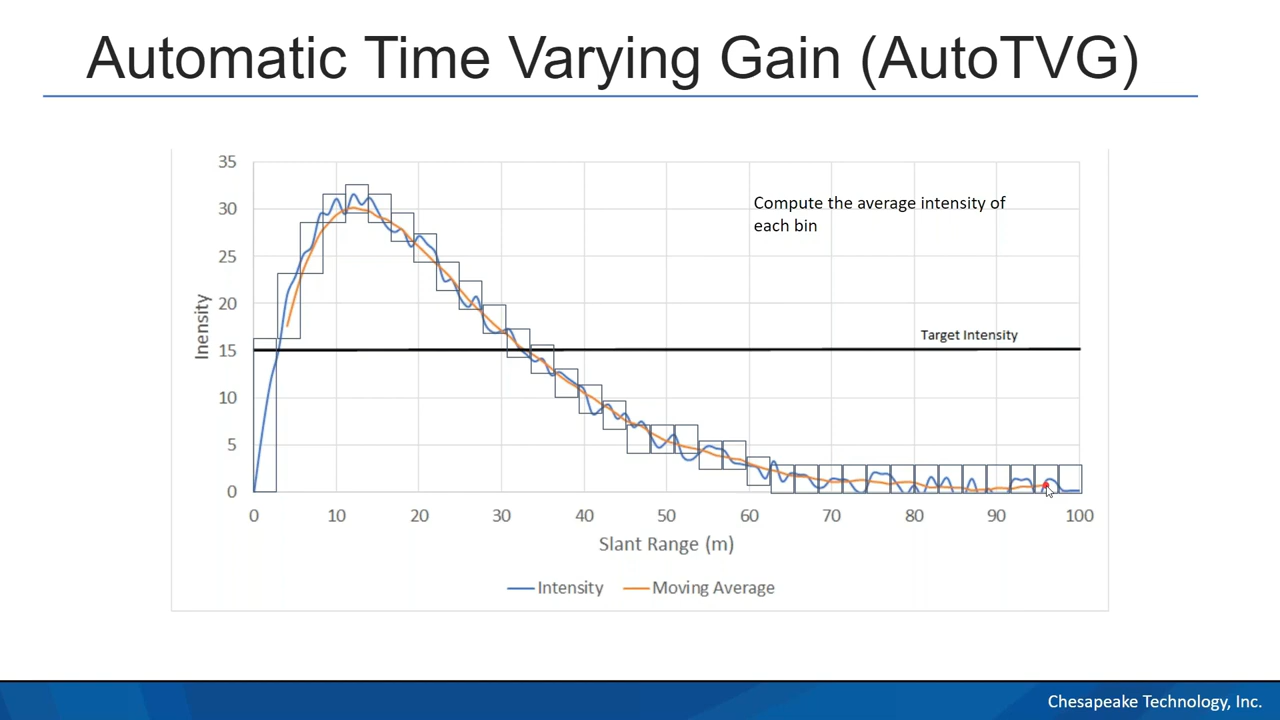 Automatic Time Varying Gain (AutoTVG)
35
30
25
20
15
10
5
0
Inensity
Compute the average intensity of
each bin
Target Intensity
0 10 20 30 40 50 60 70 80 90 100
Slant Range (m)
Intensity Moving Average
Chesapeake Technology, Inc.